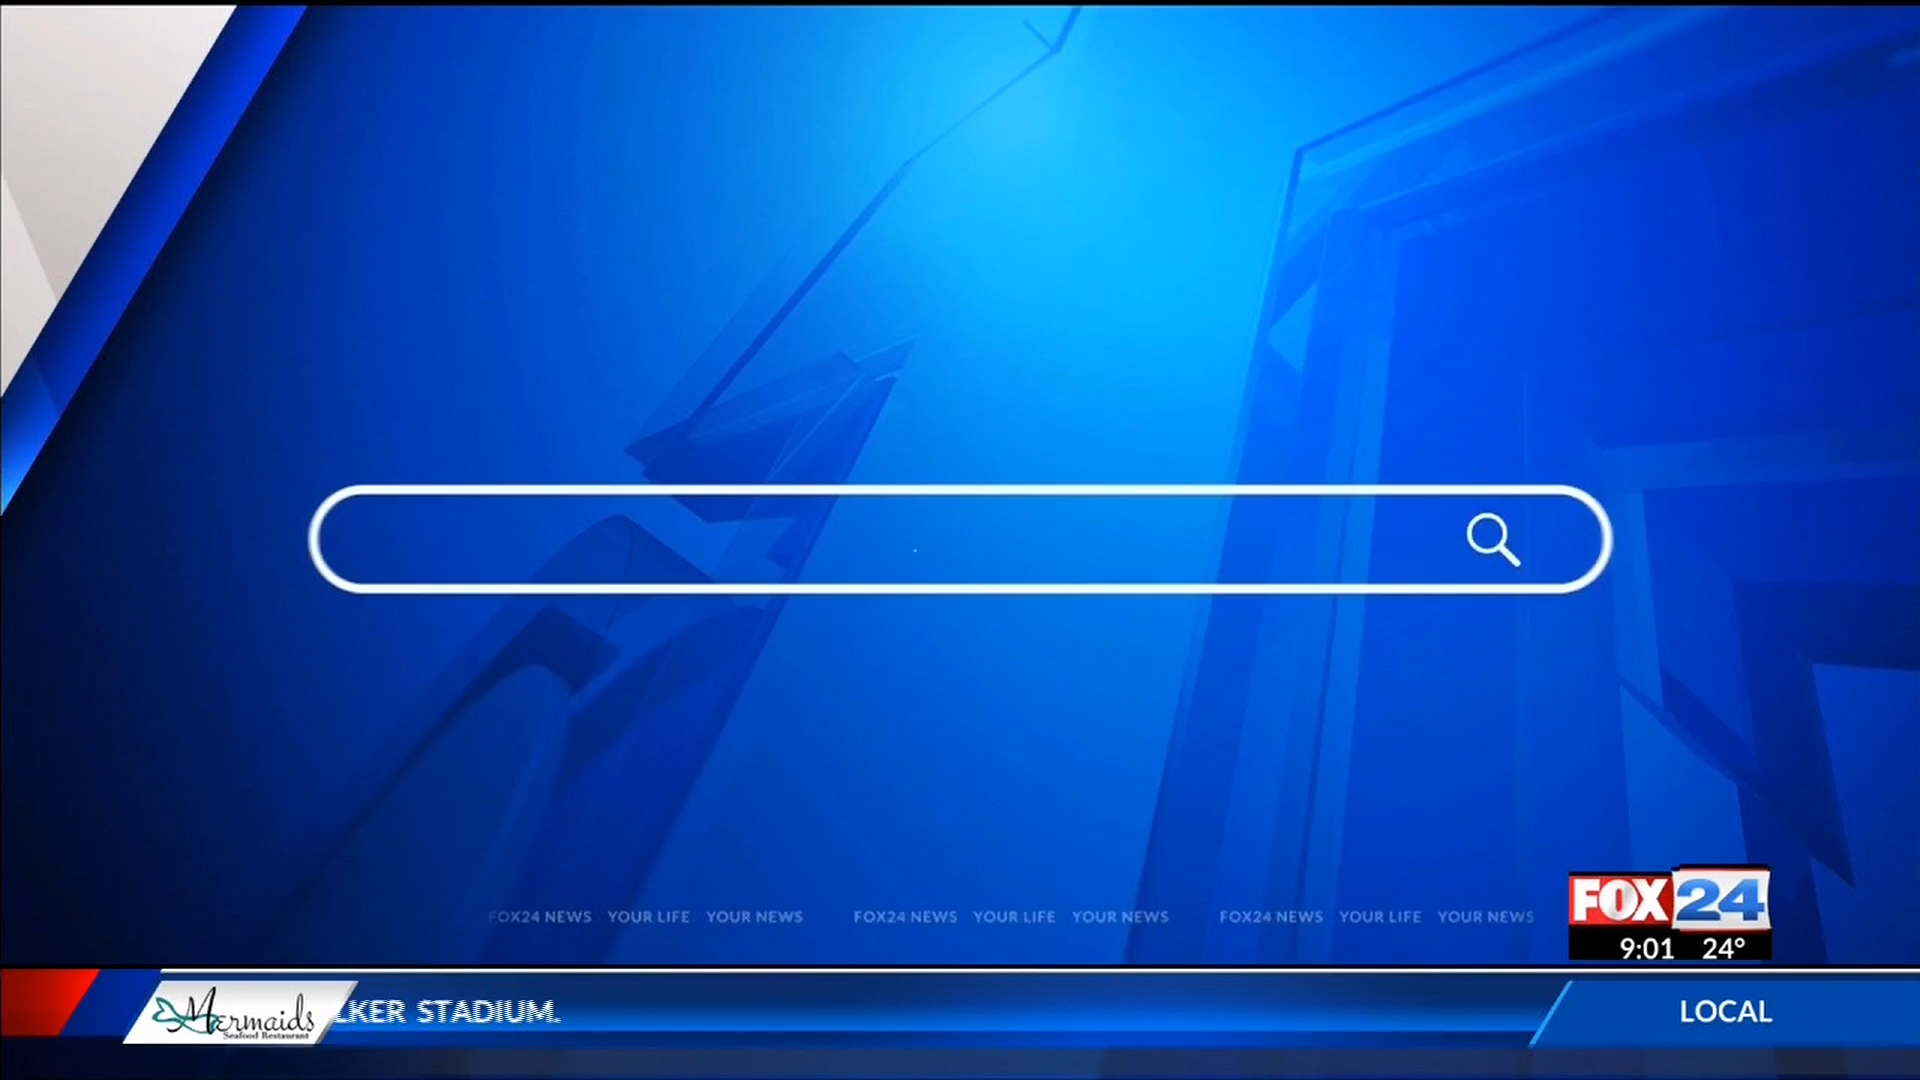 FOX24 NEWS YOUR LIFE YOUR NEWS FOX24 NEWS YOUR LIFE YOUR NEWS FOX24 NEWS YOUR LIFE YOUR NEWS
FOX 24
9:01 24°
Mermaids
Seafood Restaurant
LKER STADIUM.
LOCAL